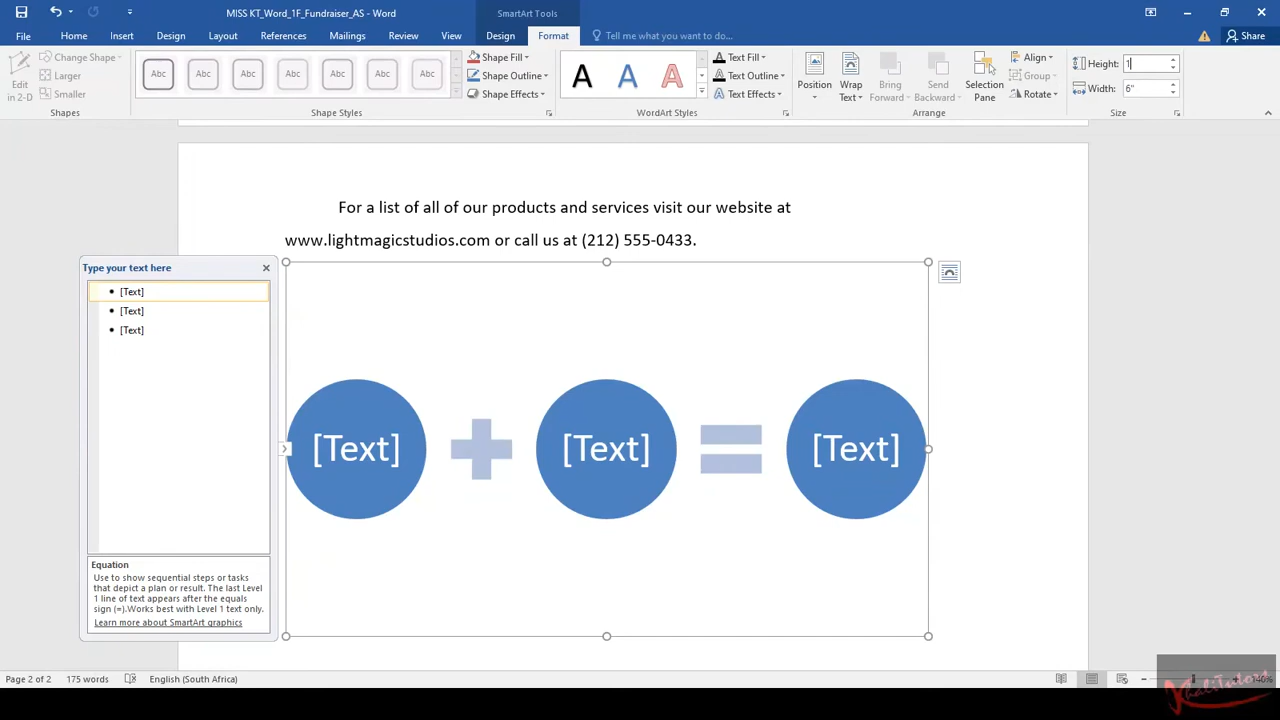 MISS KT_Word_1F_Fundraiser_AS - Word
SmartArt Tools
File Home Insert Design Layout References Mailings Review View Design Format Tell me what you want to do... Share
Edit in 2-D
Change Shape
Larger
Smaller
Shapes
Abc Abc Abc Abc Abc Abc Abc
Shape Styles
Shape Fill
Shape Outline
Shape Effects
A A A
WordArt Styles
Text Fill
Text Outline
Text Effects
Position
Wrap Text
Bring Forward
Send Backward
Selection Pane
Align
Group
Rotate
Arrange
Height: 1
Width: 6"
Size
For a list of all of our products and services visit our website at
www.lightmagicstudios.com or call us at (212) 555-0433.
Type your text here
• [Text]
• [Text]
• [Text]
Equation
Use to show sequential steps or tasks
that depict a plan or result. The last Level
1 line of text appears after the equals
sign (=).Works best with Level 1 text only.
Learn more about SmartArt graphics
[Text] [Text] [Text]
Page 2 of 2 175 words English (South Africa) 140%
KhaliTutors